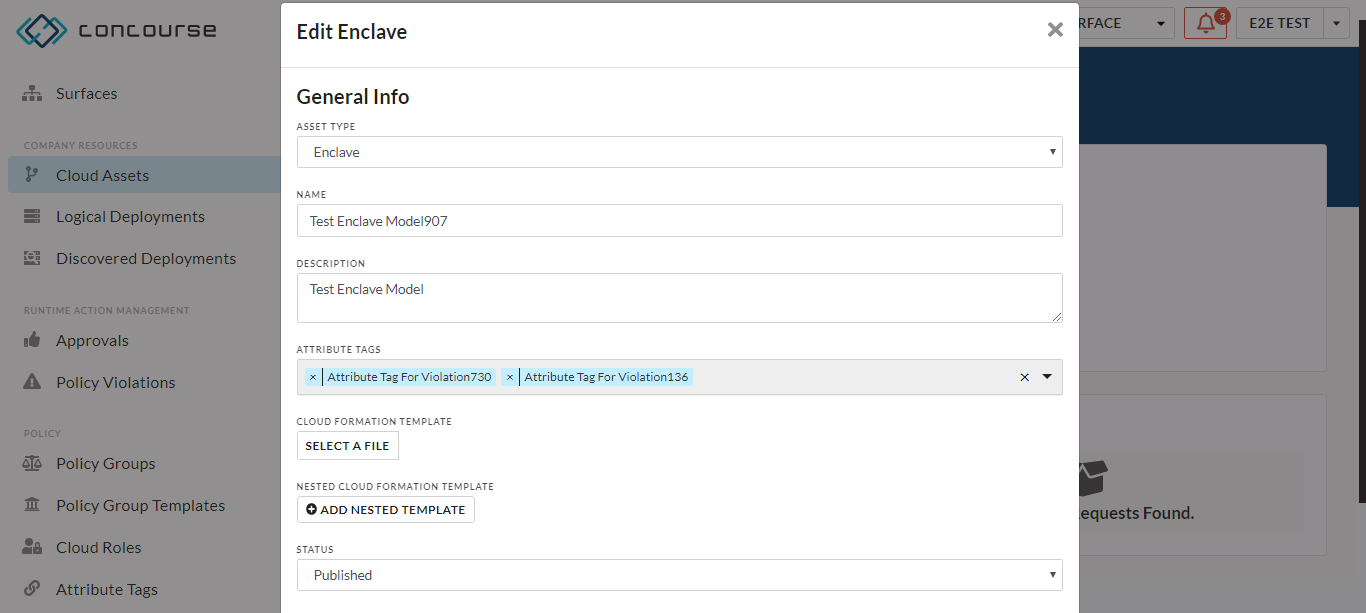 concourse
Surfaces
COMPANY RESOURCES
Cloud Assets
Logical Deployments
Discovered Deployments
RUNTIME ACTION MANAGEMENT
Approvals
Policy Violations
POLICY
Policy Groups
Policy Group Templates
Cloud Roles
Attribute Tags
Edit Enclave
General Info
ASSET TYPE
Enclave
NAME
Test Enclave Model907
DESCRIPTION
Test Enclave Model
ATTRIBUTE TAGS
× Attribute Tag For Violation730 × Attribute Tag For Violation136
CLOUD FORMATION TEMPLATE
SELECT A FILE
NESTED CLOUD FORMATION TEMPLATE
ADD NESTED TEMPLATE
STATUS
Published
RFACE
3
E2E TEST
equests Found.